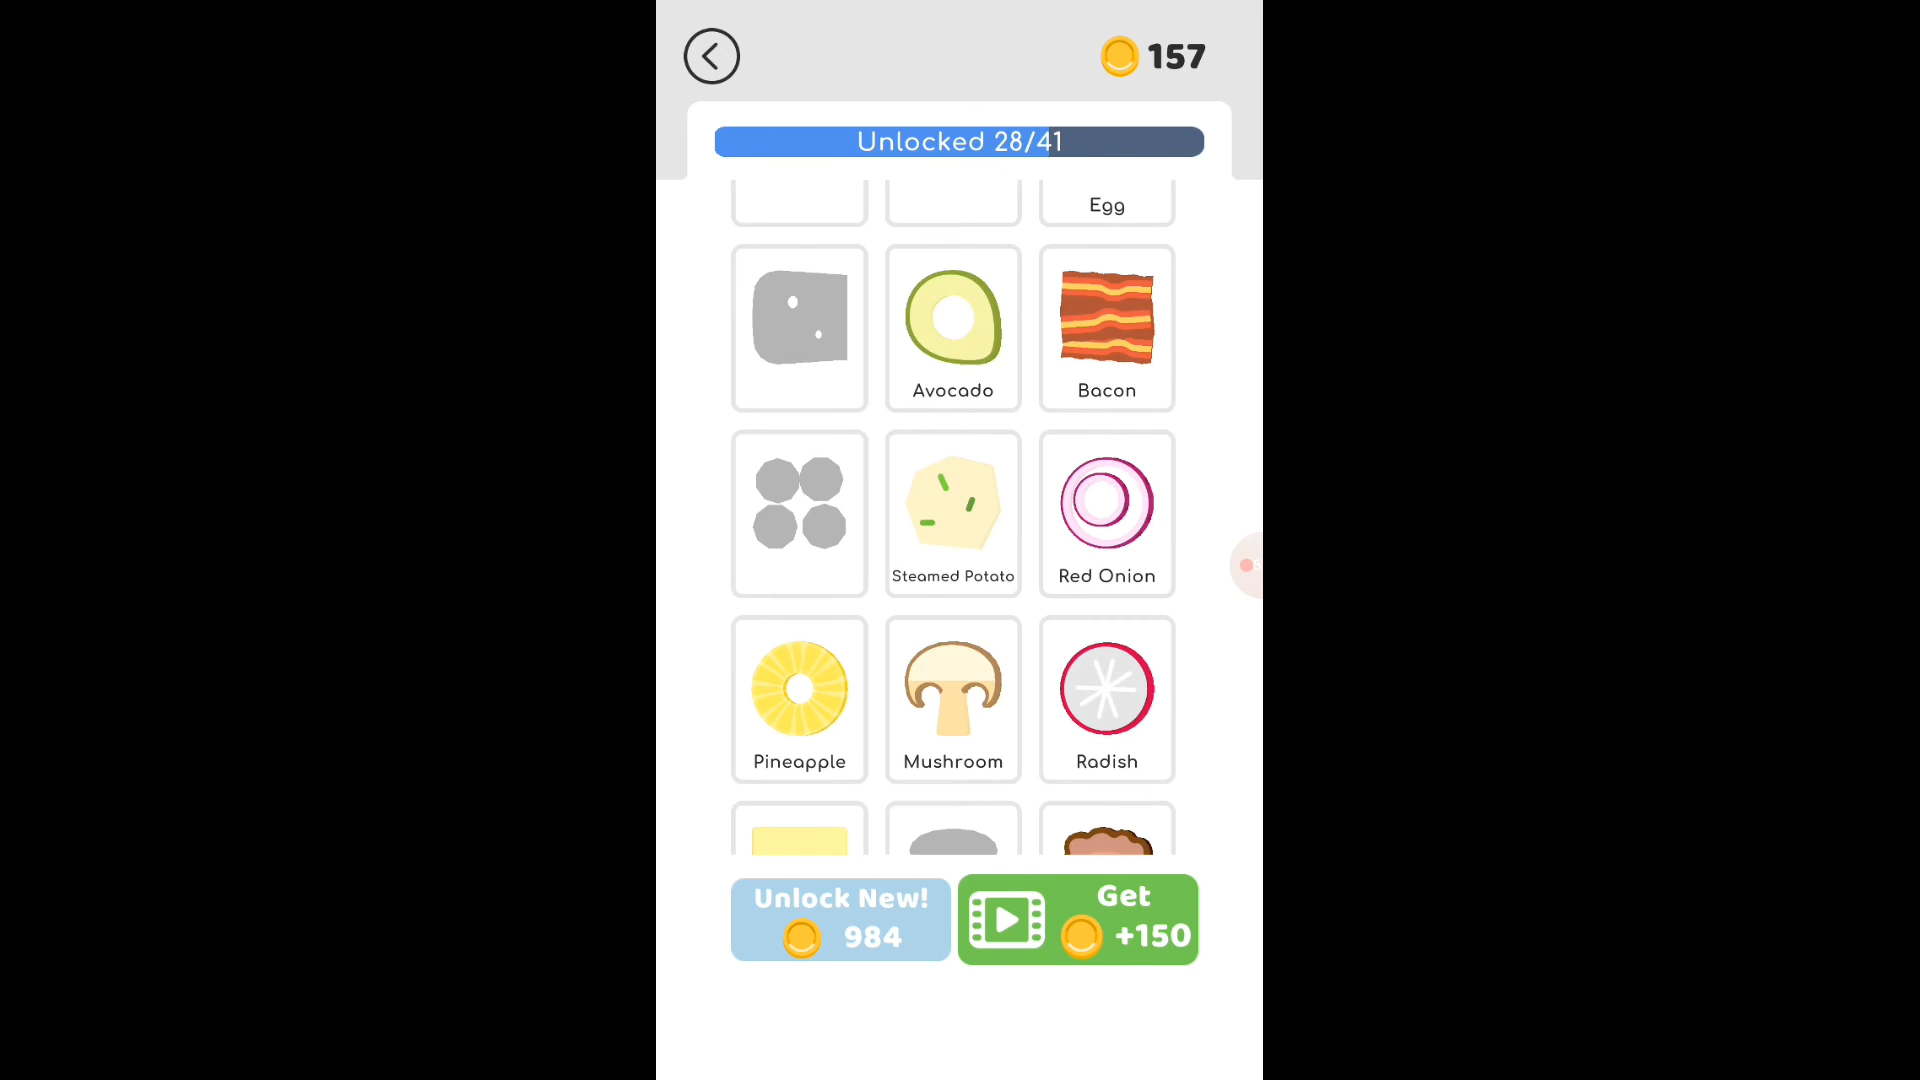 157
Unlocked 28/41
Egg
Avocado
Bacon
Steamed Potato
Red Onion
Pineapple
Mushroom
Radish
Unlock New!
984
Get
+150